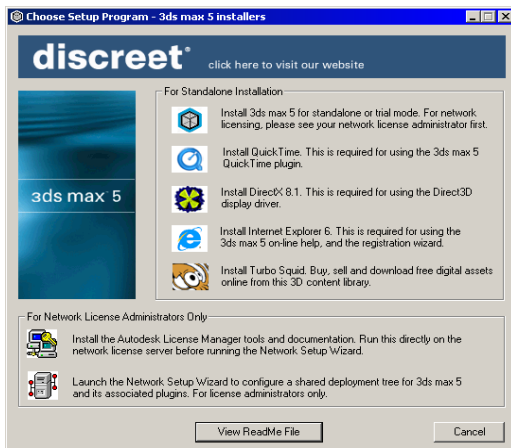 Choose Setup Program - 3ds max 5 installers
discreet®
click here to visit our website
3ds max™ 5
For Standalone Installation
Install 3ds max 5 for standalone or trial mode. For network
licensing, please see your network license administrator first.
Install QuickTime. This is required for using the 3ds max 5
QuickTime plugin.
Install DirectX 8.1. This is required for using the Direct3D
display driver.
Install Internet Explorer 6. This is required for using the
3ds max 5 on-line help, and the registration wizard.
Install Turbo Squid. Buy, sell and download free digital assets
online from this 3D content library.
For Network License Administrators Only
Install the Autodesk License Manager tools and documentation. Run this directly on the
network license server before running the Network Setup Wizard.
Launch the Network Setup Wizard to configure a shared deployment tree for 3ds max 5
and its associated plugins. For license administrators only.
View ReadMe File
Cancel